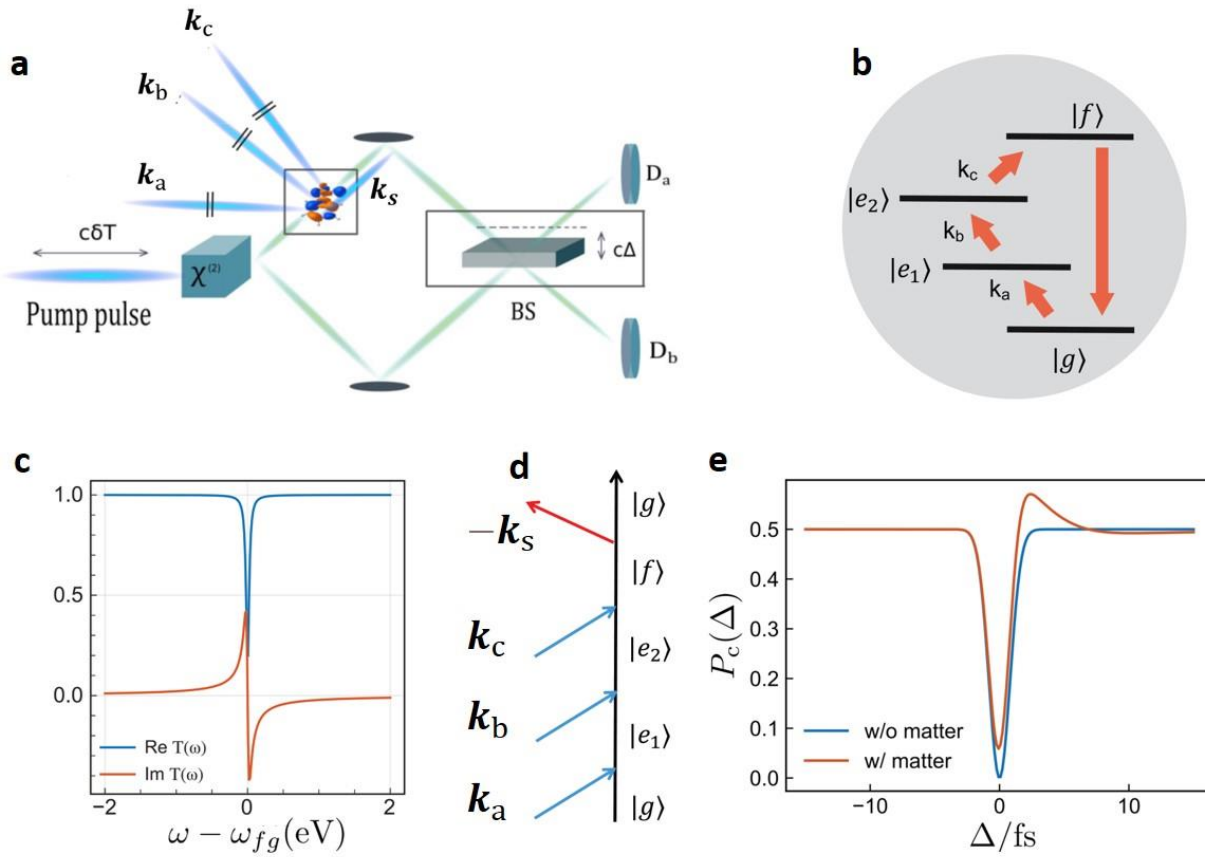 a
k_c
k_b
k_a
k_s
cδT
Pump pulse
χ^(2)
D_a
cΔ
BS
D_b
b
|f⟩
k_c
|e_2⟩
k_b
|e_1⟩
k_a
|g⟩
c
1.0
0.5
0.0
Re T(ω)
Im T(ω)
−2
0
2
ω − ω_fg(eV)
d
|g⟩
−k_s
|f⟩
k_c
|e_2⟩
k_b
|e_1⟩
k_a
|g⟩
e
P_c(Δ)
0.5
0.4
0.3
0.2
0.1
0.0
w/o matter
w/ matter
−10
0
10
Δ/fs